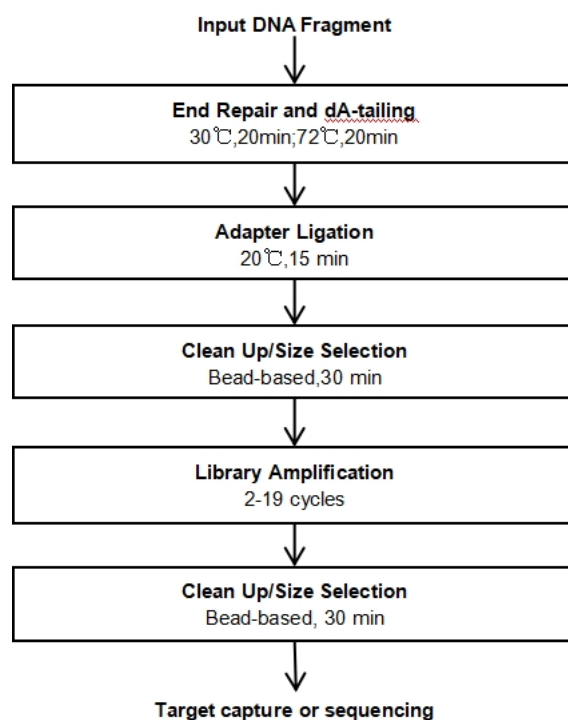 Input DNA Fragment
End Repair and dA-tailing
30℃,20min;72℃,20min
Adapter Ligation
20℃,15 min
Clean Up/Size Selection
Bead-based,30 min
Library Amplification
2-19 cycles
Clean Up/Size Selection
Bead-based, 30 min
Target capture or sequencing